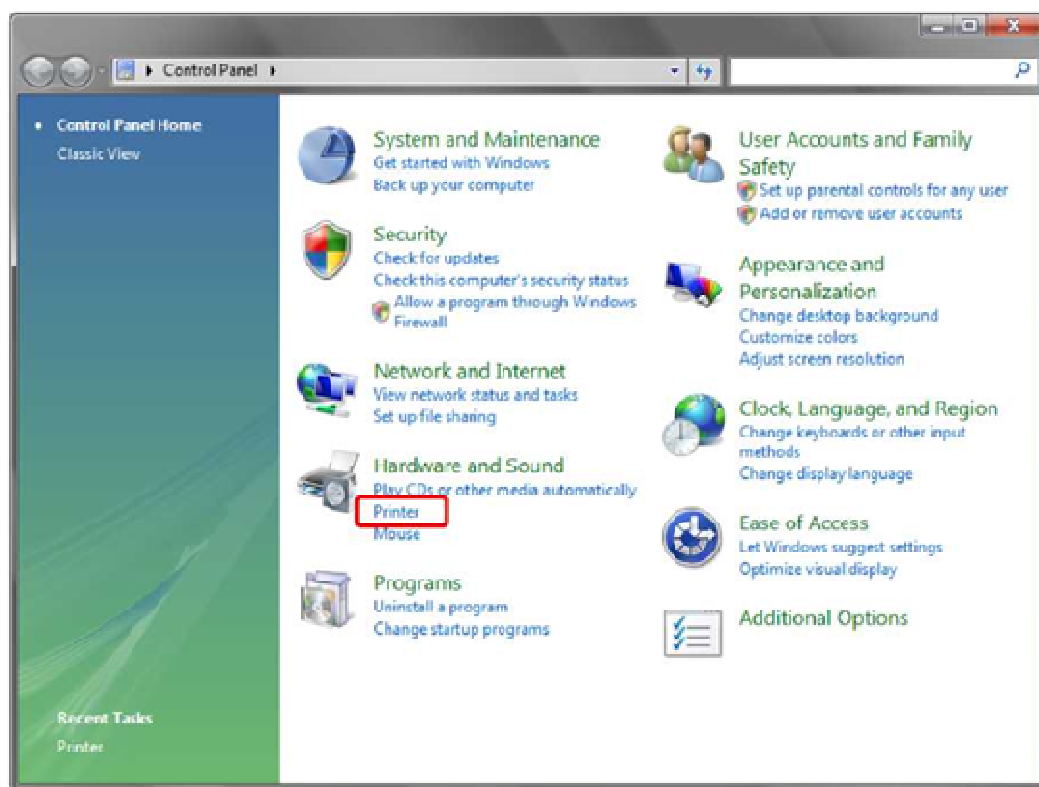 Control Panel
Control Panel Home
Classic View
System and Maintenance
Get started with Windows
Back up your computer
Security
Check for updates
Check this computer's security status
Allow a program through Windows
Firewall
Network and Internet
View network status and tasks
Set up file sharing
Hardware and Sound
Play CDs or other media automatically
Printer
Mouse
Programs
Uninstall a program
Change startup programs
User Accounts and Family
Safety
Set up parental controls for any user
Add or remove user accounts
Appearance and
Personalization
Change desktop background
Customize colors
Adjust screen resolution
Clock, Language, and Region
Change keyboards or other input
methods
Change display language
Ease of Access
Let Windows suggest settings
Optimize visual display
Additional Options
Recent Tasks
Printer